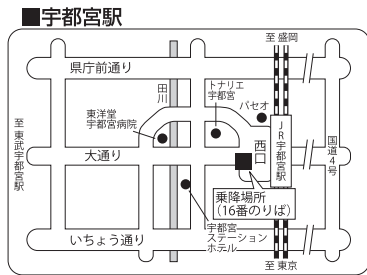 ■宇都宮駅
至 盛岡
県庁前通り
田川
トナリエ
宇都宮
パセオ
東洋堂
宇都宮病院
JR宇都宮駅
西口
国道4号
至 東武宇都宮駅
大通り
乗降場所
(16番のりば)
宇都宮
ステーション
ホテル
いちょう通り
至 東京